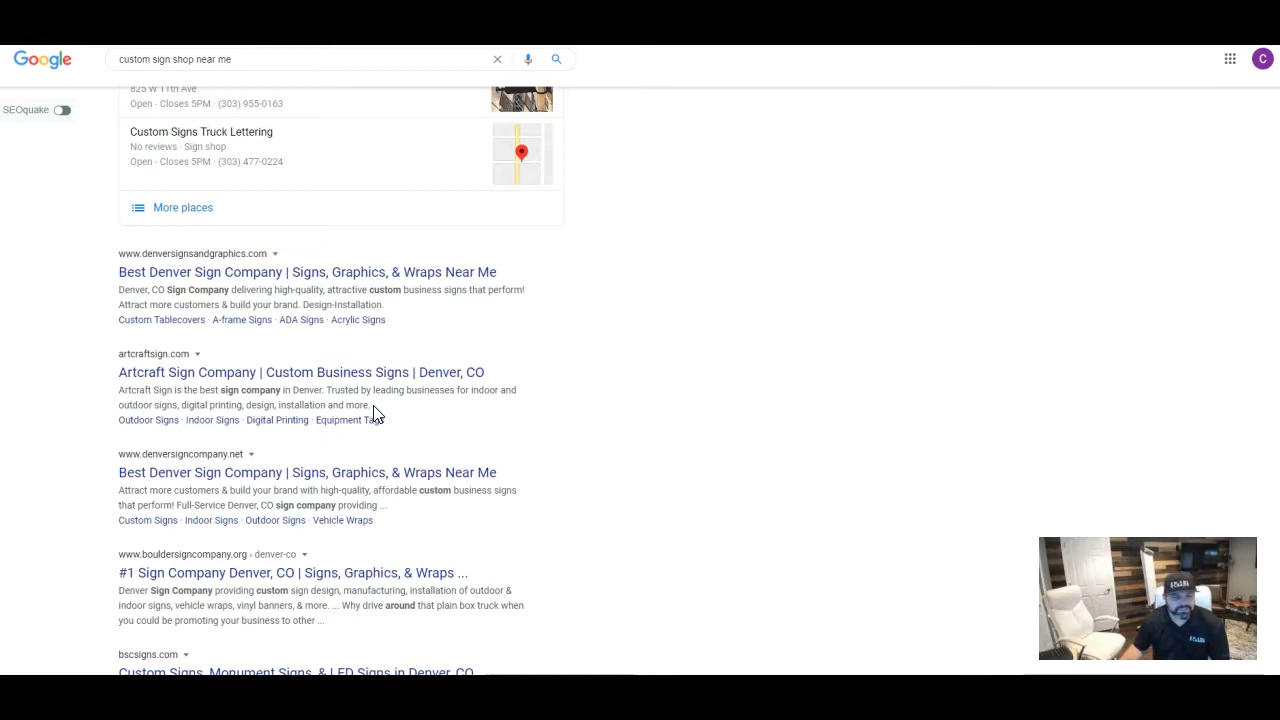 Google
custom sign shop near me
C
SEOquake
825 W 11th Ave
Open · Closes 5PM · (303) 955-0163
Custom Signs Truck Lettering
No reviews · Sign shop
Open · Closes 5PM · (303) 477-0224
More places
www.denversignsandgraphics.com
Best Denver Sign Company | Signs, Graphics, & Wraps Near Me
Denver, CO Sign Company delivering high-quality, attractive custom business signs that perform!
Attract more customers & build your brand. Design-Installation.
Custom Tablecovers · A-frame Signs · ADA Signs · Acrylic Signs
artcraftsign.com
Artcraft Sign Company | Custom Business Signs | Denver, CO
Artcraft Sign is the best sign company in Denver. Trusted by leading businesses for indoor and
outdoor signs, digital printing, design, installation and more.
Outdoor Signs · Indoor Signs · Digital Printing · Equipment Tags
www.denversigncompany.net
Best Denver Sign Company | Signs, Graphics, & Wraps Near Me
Attract more customers & build your brand with high-quality, affordable custom business signs
that perform! Full-Service Denver, CO sign company providing ...
Custom Signs · Indoor Signs · Outdoor Signs · Vehicle Wraps
www.bouldersigncompany.org › denver-co
#1 Sign Company Denver, CO | Signs, Graphics, & Wraps ...
Denver Sign Company providing custom sign design, manufacturing, installation of outdoor &
indoor signs, vehicle wraps, vinyl banners, & more. ... Why drive around that plain box truck when
you could be promoting your business to other ...
bscsigns.com
Custom Signs, Monument Signs, & LED Signs in Denver, CO